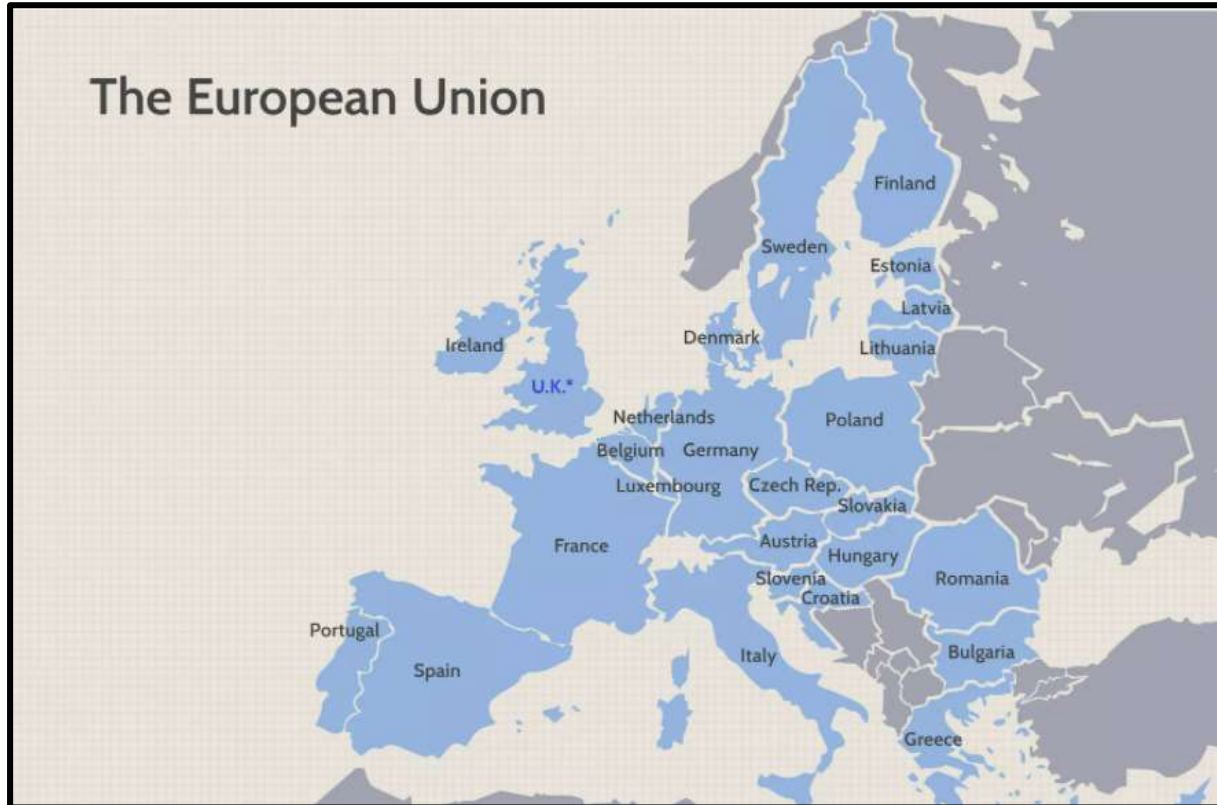 The European Union
Finland
Sweden
Estonia
Latvia
Denmark
Lithuania
Ireland
U.K.*
Netherlands
Poland
Belgium
Germany
Luxembourg
Czech Rep.
Slovakia
France
Austria
Hungary
Slovenia
Romania
Croatia
Portugal
Bulgaria
Italy
Spain
Greece